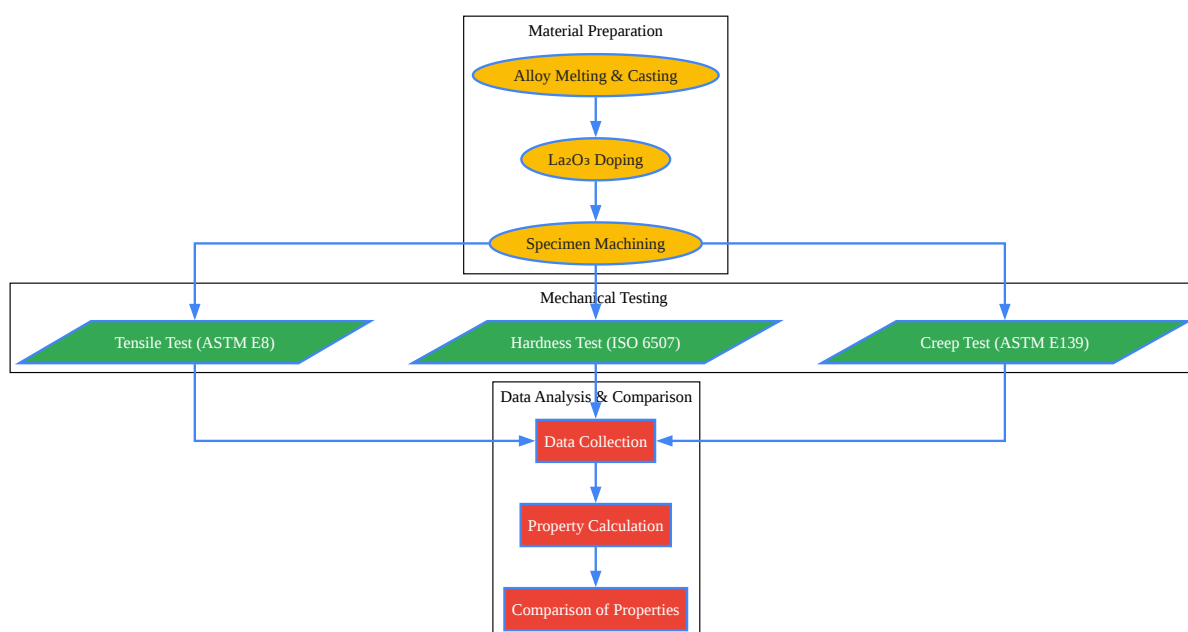 Material Preparation
Alloy Melting & Casting
La₂O₃ Doping
Specimen Machining
Mechanical Testing
Tensile Test (ASTM E8)
Hardness Test (ISO 6507)
Creep Test (ASTM E139)
Data Analysis & Comparison
Data Collection
Property Calculation
Comparison of Properties